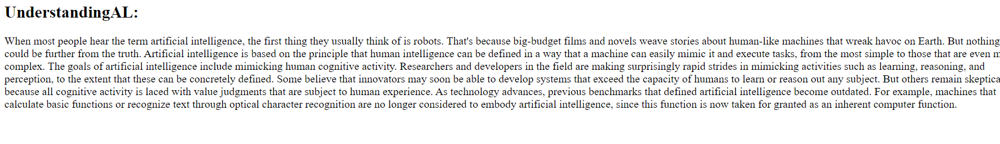 UnderstandingAL:
When most people hear the term artificial intelligence, the first thing they usually think of is robots. That's because big-budget films and novels weave stories about human-like machines that wreak havoc on Earth. But nothing
could be further from the truth. Artificial intelligence is based on the principle that human intelligence can be defined in a way that a machine can easily mimic it and execute tasks, from the most simple to those that are even
complex. The goals of artificial intelligence include mimicking human cognitive activity. Researchers and developers in the field are making surprisingly rapid strides in mimicking activities such as learning, reasoning, and
perception, to the extent that these can be concretely defined. Some believe that innovators may soon be able to develop systems that exceed the capacity of humans to learn or reason out any subject. But others remain skeptica
because all cognitive activity is laced with value judgments that are subject to human experience. As technology advances, previous benchmarks that defined artificial intelligence become outdated. For example, machines that
calculate basic functions or recognize text through optical character recognition are no longer considered to embody artificial intelligence, since this function is now taken for granted as an inherent computer function.